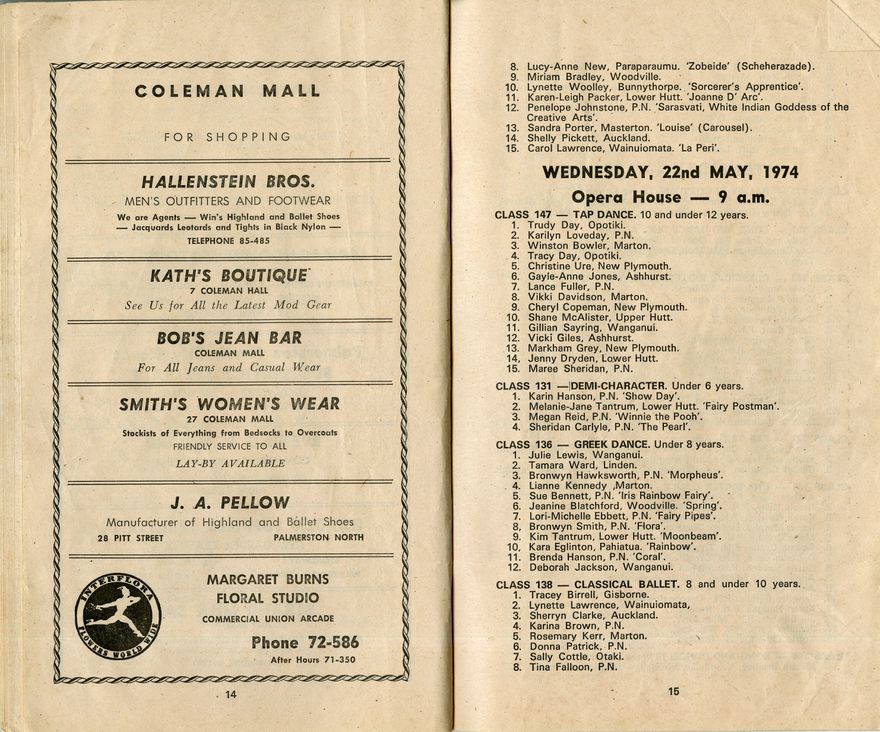 COLEMAN MALL
FOR SHOPPING
HALLENSTEIN BROS.
MEN'S OUTFITTERS AND FOOTWEAR
We are Agents — Win's Highland and Ballet Shoes
— Jacquards Leotards and Tights in Black Nylon —
TELEPHONE 85-485
KATH'S BOUTIQUE
7 COLEMAN HALL
See Us for All the Latest Mod Gear
BOB'S JEAN BAR
COLEMAN MALL
For All Jeans and Casual Wear
SMITH'S WOMEN'S WEAR
27 COLEMAN MALL
Stockists of Everything from Bedsocks to Overcoats
FRIENDLY SERVICE TO ALL
LAY-BY AVAILABLE
J. A. PELLOW
Manufacturer of Highland and Ballet Shoes
28 PITT STREET PALMERSTON NORTH
INTERFLORA
FLOWERS WORLD WIDE
MARGARET BURNS
FLORAL STUDIO
COMMERCIAL UNION ARCADE
Phone 72-586
After Hours 71-350
14
8. Lucy-Anne New, Paraparaumu. 'Zobeide' (Scheherazade).
9. Miriam Bradley, Woodville.
10. Lynette Woolley, Bunnythorpe. 'Sorcerer's Apprentice'.
11. Karen-Leigh Packer, Lower Hutt. 'Joanne D' Arc'.
12. Penelope Johnstone, P.N. 'Sarasvati, White Indian Goddess of the
Creative Arts'.
13. Sandra Porter, Masterton. 'Louise' (Carousel).
14. Shelly Pickett, Auckland.
15. Carol Lawrence, Wainuiomata. 'La Peri'.
WEDNESDAY, 22nd MAY, 1974
Opera House — 9 a.m.
CLASS 147 — TAP DANCE. 10 and under 12 years.
1. Trudy Day, Opotiki.
2. Karilyn Loveday, P.N.
3. Winston Bowler, Marton.
4. Tracy Day, Opotiki.
5. Christine Ure, New Plymouth.
6. Gayle-Anne Jones, Ashhurst.
7. Lance Fuller, P.N.
8. Vikki Davidson, Marton.
9. Cheryl Copeman, New Plymouth.
10. Shane McAlister, Upper Hutt.
11. Gillian Sayring, Wanganui.
12. Vicki Giles, Ashhurst.
13. Markham Grey, New Plymouth.
14, Jenny Dryden, Lower Hutt.
15. Maree Sheridan, P.N.
CLASS 131 — DEMI-CHARACTER. Under 6 years.
1. Karin Hanson, P.N. 'Show Day'.
2. Melanie-Jane Tantrum, Lower Hutt. 'Fairy Postman'.
3. Megan Reid, P.N. 'Winnie the Pooh'.
4. Sheridan Carlyle, P.N. 'The Pearl'.
CLASS 136 — GREEK DANCE. Under 8 years.
1. Julie Lewis, Wanganui.
2. Tamara Ward, Linden.
3. Bronwyn Hawksworth, P.N. 'Morpheus'.
4. Lianne Kennedy ,Marton.
5. Sue Bennett, P.N. 'Iris Rainbow Fairy'.
6. Jeanine Blatchford, Woodville. 'Spring'.
7. Lori-Michelle Ebbett, P.N. 'Fairy Pipes'.
8, Bronwyn Smith, P.N. 'Flora'.
9. Kim Tantrum, Lower Hutt. 'Moonbeam'.
10, Kara Eglinton, Pahiatua. 'Rainbow'.
11. Brenda Hanson, P.N. 'Coral'.
12. Deborah Jackson, Wanganui.
CLASS 138 — CLASSICAL BALLET. 8 and under 10 years.
1. Tracey Birrell, Gisborne.
2. Lynette Lawrence, Wainuiomata,
3. Sherryn Clarke, Auckland.
4. Karina Brown, P.N.
5. Rosemary Kerr, Marton.
6. Donna Patrick, P.N.
7. Sally Cottle, Otaki.
8. Tina Falloon, P.N.
15